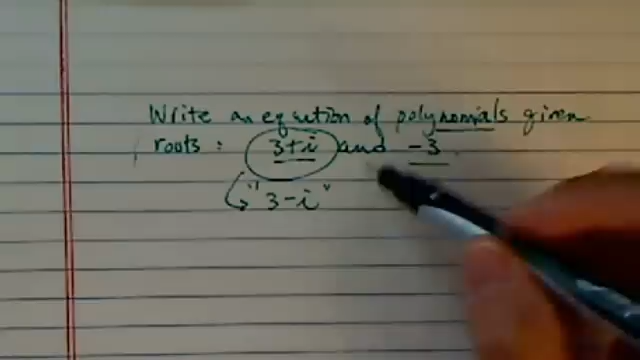 Write an equation of polynomials given
roots : 3+i and -3.
"3-i"